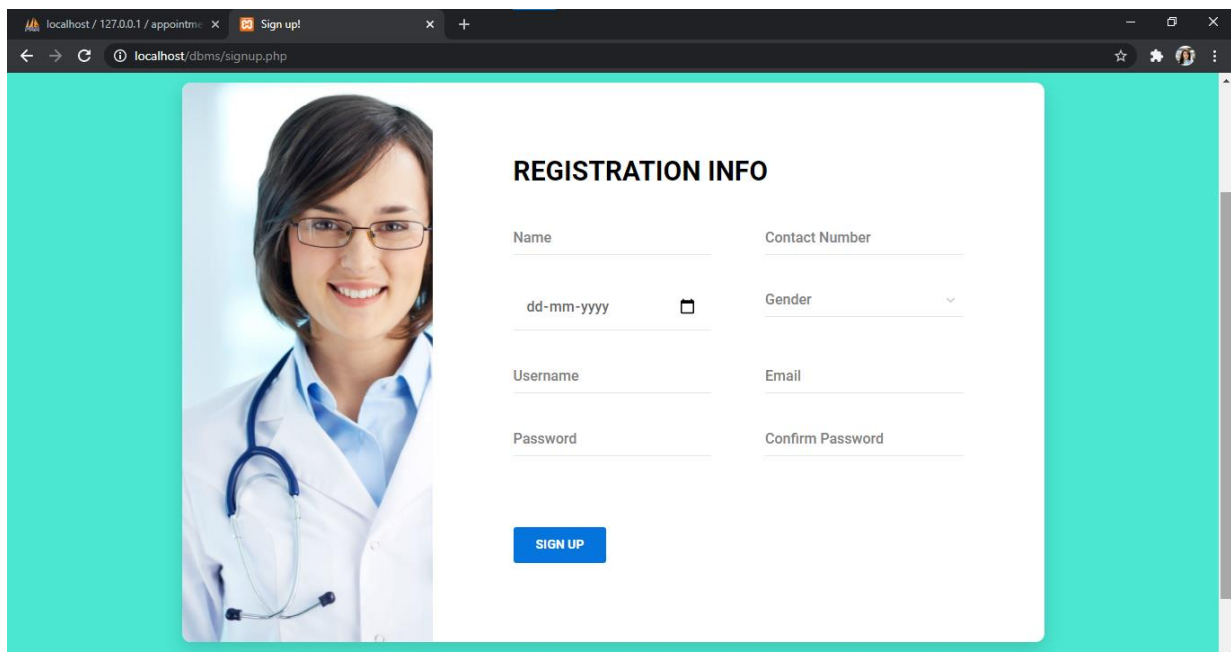 localhost / 127.0.0.1 / appointme
Sign up!
localhost/dbms/signup.php
REGISTRATION INFO
Name
Contact Number
dd-mm-yyyy
Gender
Username
Email
Password
Confirm Password
SIGN UP